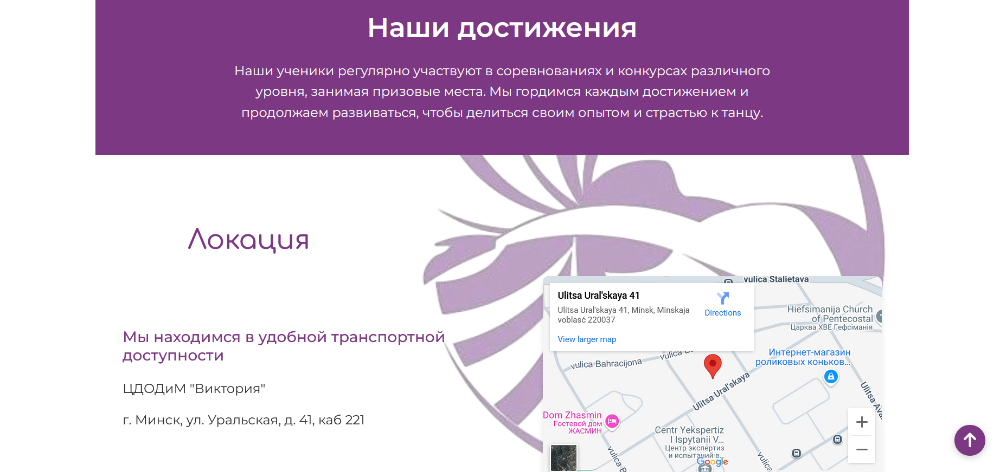 Наши достижения
Наши ученики регулярно участвуют в соревнованиях и конкурсах различного
уровня, занимая призовые места. Мы гордимся каждым достижением и
продолжаем развиваться, чтобы делиться своим опытом и страстью к танцу.
Локация
Мы находимся в удобной транспортной
доступности
ЦДОДиМ "Виктория"
г. Минск, ул. Уральская, д. 41, каб 221
vulica Stalietava
Ulitsa Ural'skaya 41
Ulitsa Ural'skaya 41, Minsk, Minskaja
voblasć 220037
Directions
View larger map
Hiefsimanija Church
of Pentecostal
Царква ХВЕ Гефсіманія
Интернет-магазин
роликовых коньков...
vulica Bahracijona
vulica
Ulitsa Ural'skaya
Ulitsa
Dom Zhasmin
Гостевой дом
ЖАСМИН
Centr Yekspertiz
I Ispytanii V...
Центр экспертиз
и испытаний в...
vulica
vulica
Google